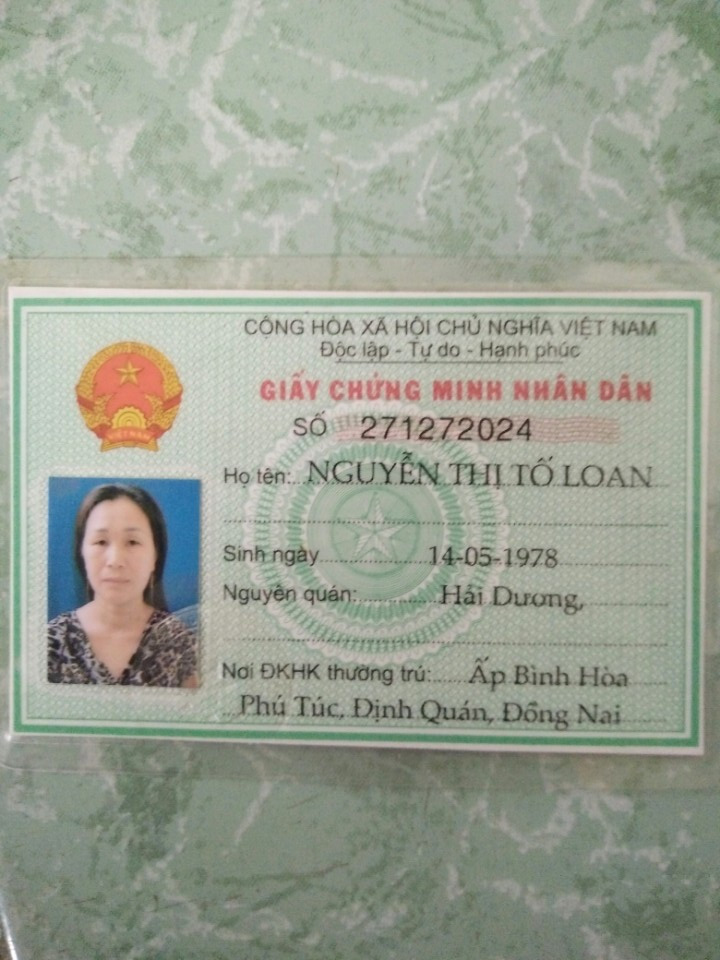 CỘNG HÒA XÃ HỘI CHỦ NGHĨA VIỆT NAM
Độc lập - Tự do - Hạnh phúc
GIẤY CHỨNG MINH NHÂN DÂN
SỐ 271272024
Họ tên: NGUYỄN THỊ TỐ LOAN
Sinh ngày 14-05-1978
Nguyên quán: Hải Dương,
Nơi ĐKHK thường trú: Ấp Bình Hòa
Phú Túc, Định Quán, Đồng Nai
VIỆT NAM